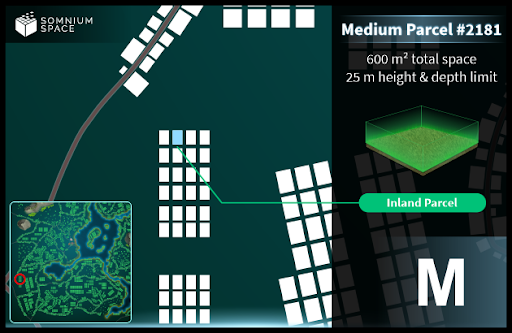 SOMNIUM
SPACE
Medium Parcel #2181
600 m² total space
25 m height & depth limit
Inland Parcel
M